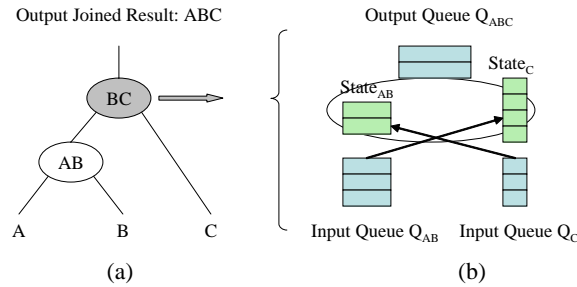 Output Joined Result: ABC
BC
AB
A
B
C
(a)
Output Queue Q_ABC
State_C
State_AB
Input Queue Q_AB
Input Queue Q_C
(b)